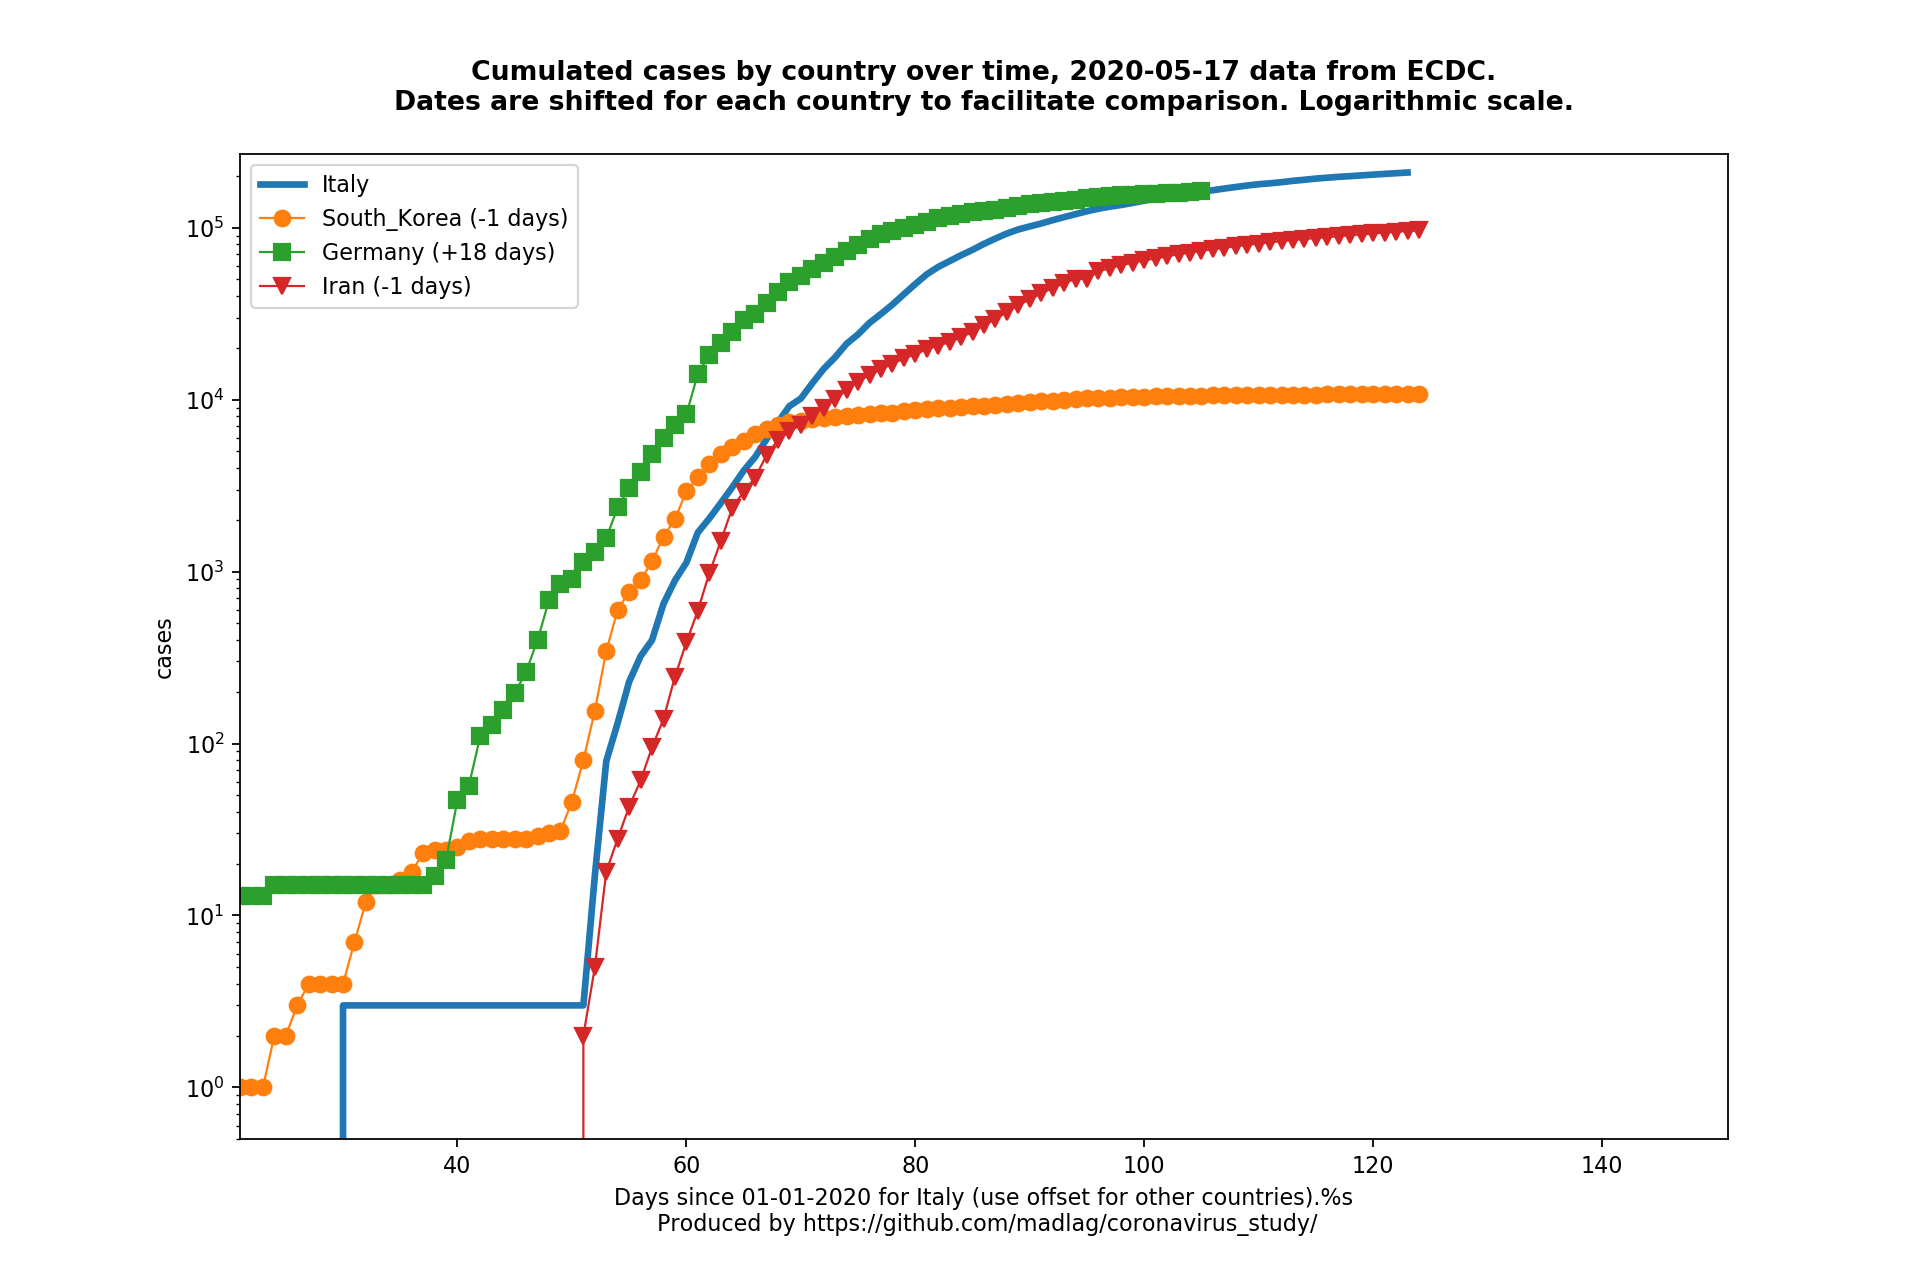 Cumulated cases by country over time, 2020-05-17 data from ECDC.
Dates are shifted for each country to facilitate comparison. Logarithmic scale.
Italy
South_Korea (-1 days)
Germany (+18 days)
Iran (-1 days)
cases
10⁵
10⁴
10³
10²
10¹
10⁰
40 60 80 100 120 140
Days since 01-01-2020 for Italy (use offset for other countries).%s
Produced by https://github.com/madlag/coronavirus_study/